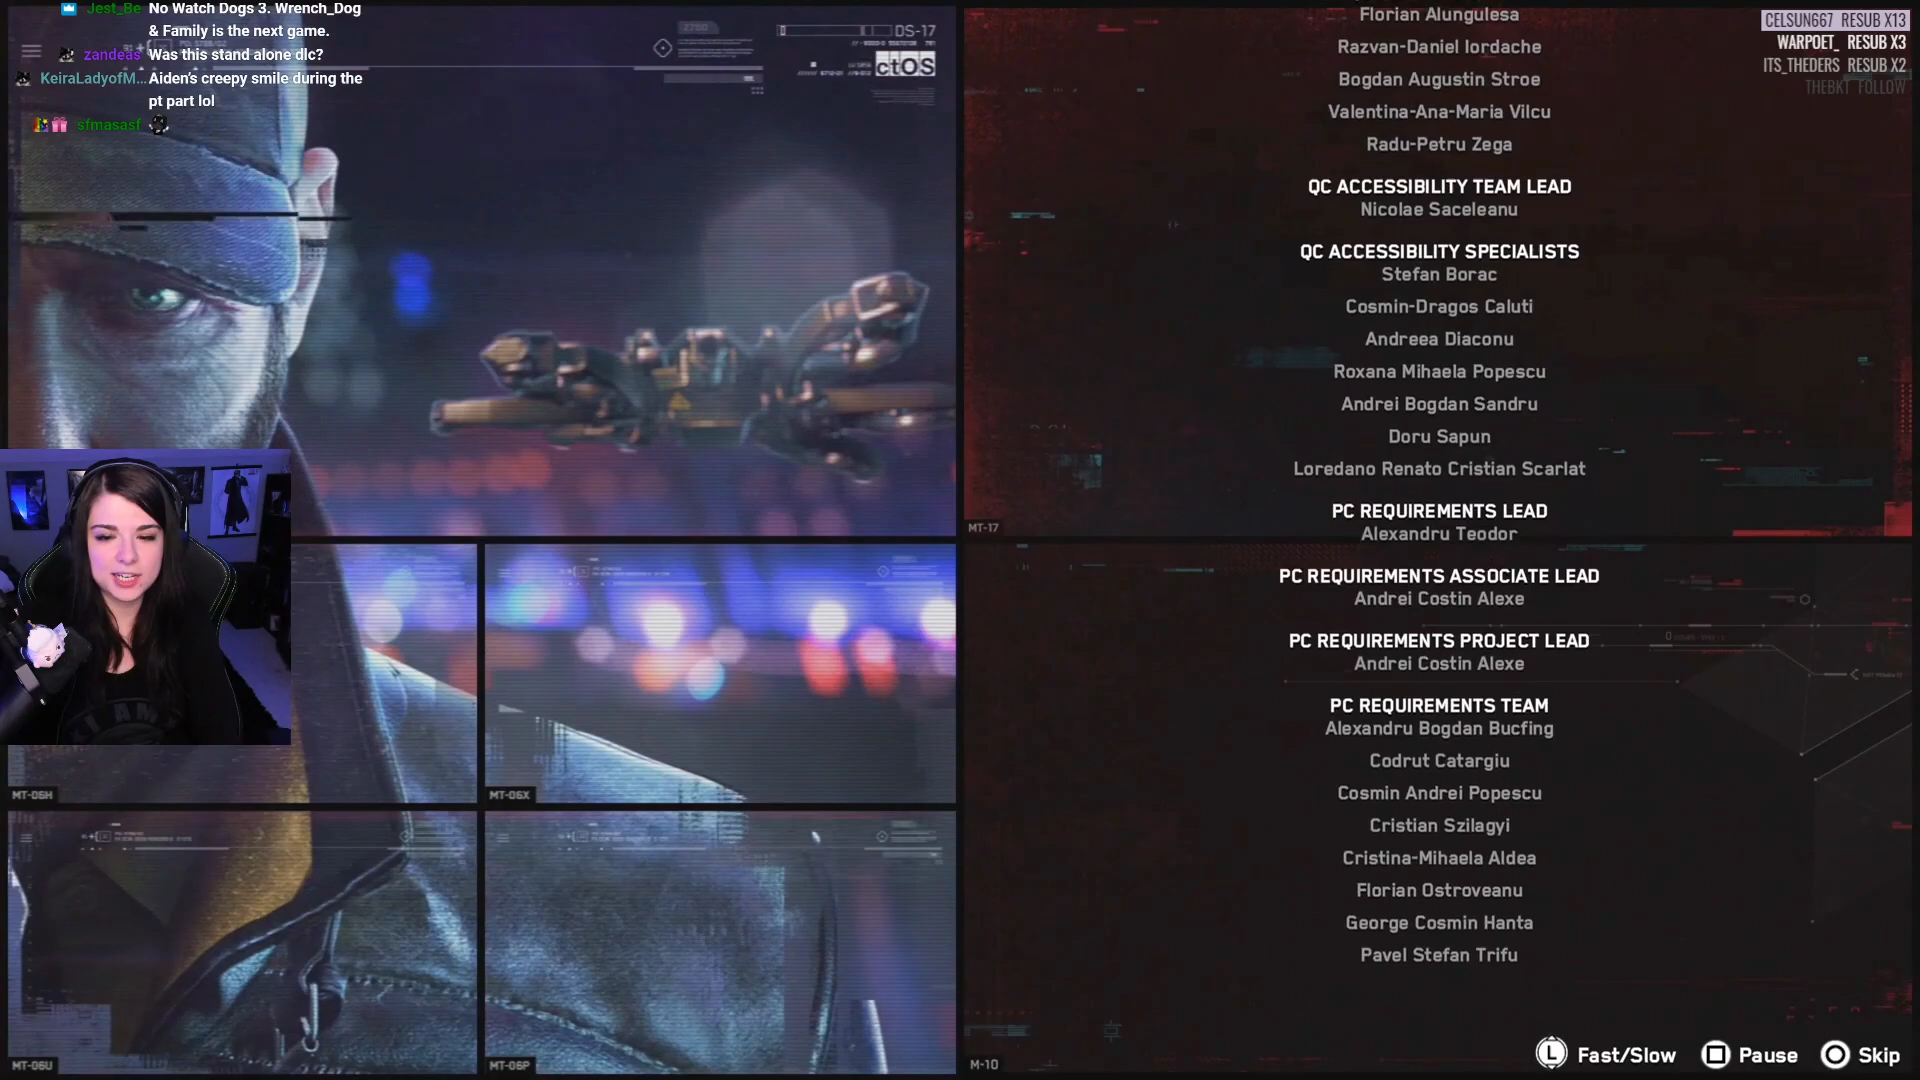 Jest_Be No Watch Dogs 3. Wrench_Dog
& Family is the next game.
zandeas Was this stand alone dlc?
KeiraLadyofM... Aiden's creepy smile during the
pt part lol
sfmasasf
DS-17
ctOS
MT-06H
MT-06X
MT-06U
MT-06P
Florian Alungulesa
Razvan-Daniel Iordache
Bogdan Augustin Stroe
Valentina-Ana-Maria Vilcu
Radu-Petru Zega
QC ACCESSIBILITY TEAM LEAD
Nicolae Saceleanu
QC ACCESSIBILITY SPECIALISTS
Stefan Borac
Cosmin-Dragos Caluti
Andreea Diaconu
Roxana Mihaela Popescu
Andrei Bogdan Sandru
Doru Sapun
Loredano Renato Cristian Scarlat
PC REQUIREMENTS LEAD
Alexandru Teodor
MT-17
PC REQUIREMENTS ASSOCIATE LEAD
Andrei Costin Alexe
PC REQUIREMENTS PROJECT LEAD
Andrei Costin Alexe
PC REQUIREMENTS TEAM
Alexandru Bogdan Bucfing
Codrut Catargiu
Cosmin Andrei Popescu
Cristian Szilagyi
Cristina-Mihaela Aldea
Florian Ostroveanu
George Cosmin Hanta
Pavel Stefan Trifu
M-10
CELSUN667 RESUB X13
WARPOET_ RESUB X3
ITS_THEDERS RESUB X2
THEBKT FOLLOW
L Fast/Slow Pause Skip